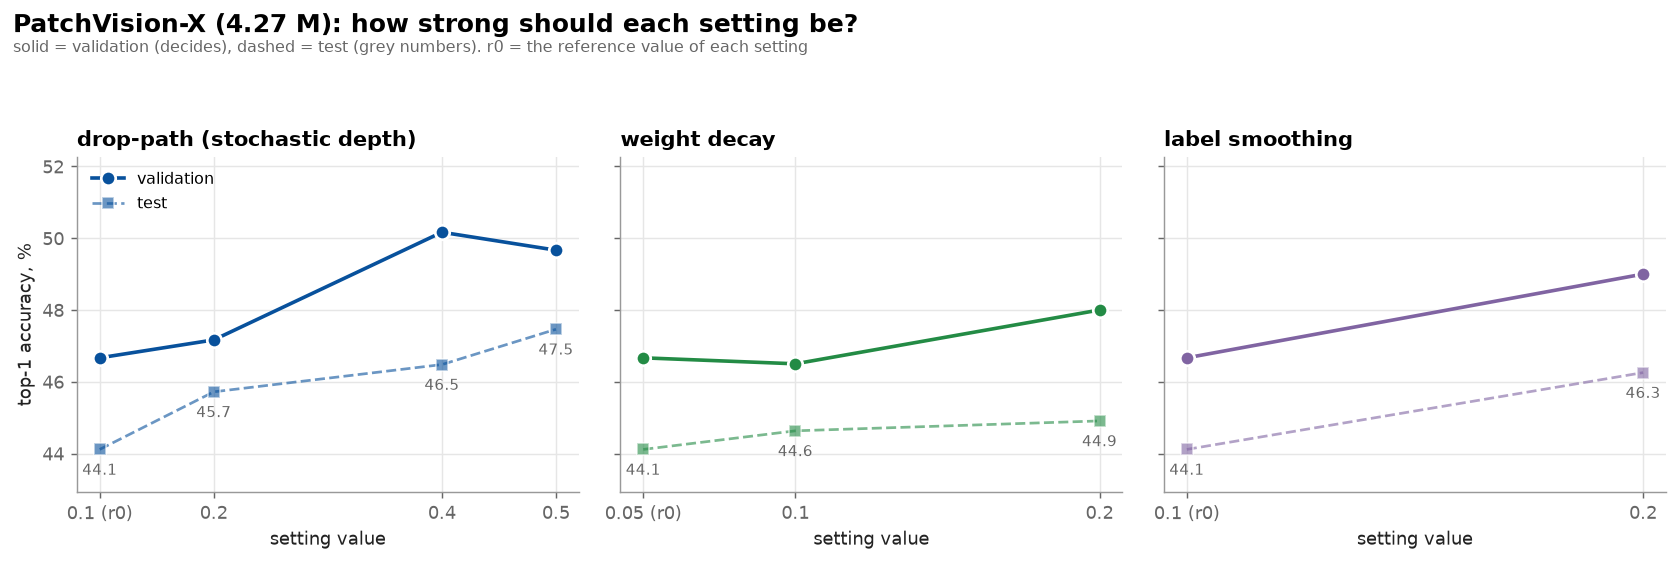 PatchVision-X (4.27 M): how strong should each setting be?
solid = validation (decides), dashed = test (grey numbers). r0 = the reference value of each setting
drop-path (stochastic depth)
weight decay
label smoothing
validation
test
top-1 accuracy, %
52
50
48
46
44
44.1
45.7
46.5
47.5
44.1
44.6
44.9
44.1
46.3
0.1 (r0)
0.2
0.4
0.5
0.05 (r0)
0.1
0.2
0.1 (r0)
0.2
setting value
setting value
setting value